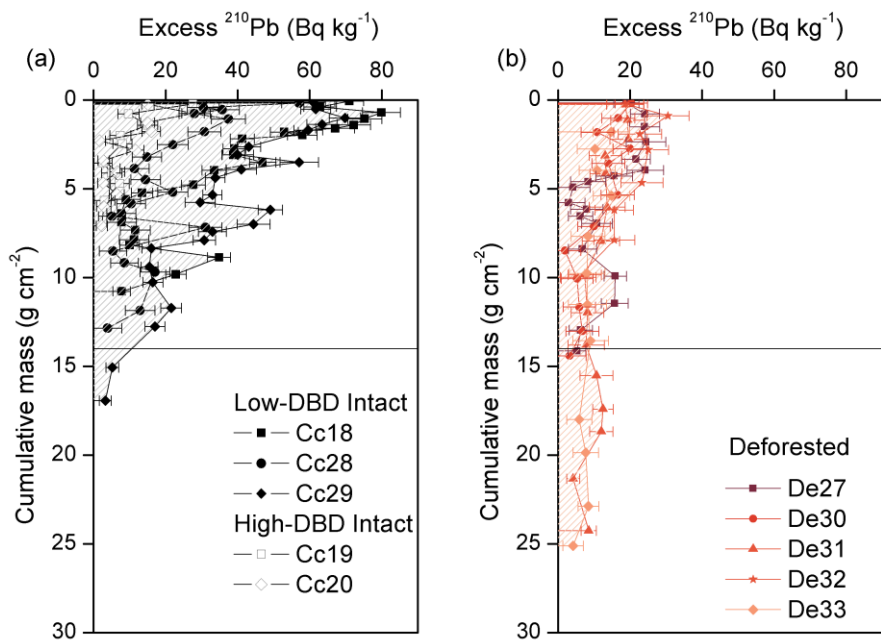 Excess ²¹⁰Pb (Bq kg⁻¹)
(a)
0 20 40 60 80
Cumulative mass (g cm⁻²)
0
5
10
15
20
25
30
Low-DBD Intact
Cc18
Cc28
Cc29
High-DBD Intact
Cc19
Cc20
Excess ²¹⁰Pb (Bq kg⁻¹)
(b)
0 20 40 60 80
Cumulative mass (g cm⁻²)
0
5
10
15
20
25
30
Deforested
De27
De30
De31
De32
De33